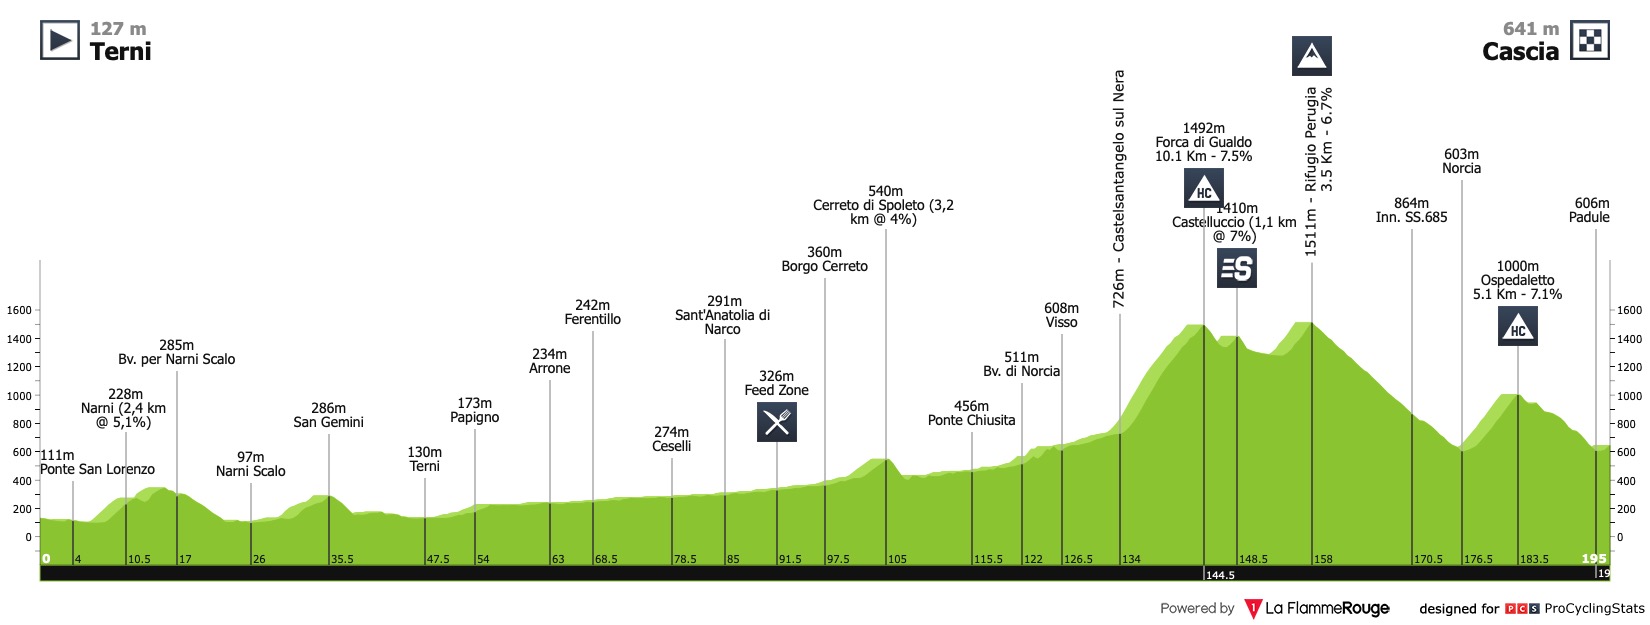 127 m
Terni
641 m
Cascia
111m
Ponte San Lorenzo
228m
Narni (2,4 km
@ 5,1%)
285m
Bv. per Narni Scalo
97m
Narni Scalo
286m
San Gemini
130m
Terni
173m
Papigno
234m
Arrone
242m
Ferentillo
274m
Ceselli
291m
Sant'Anatolia di
Narco
326m
Feed Zone
360m
Borgo Cerreto
540m
Cerreto di Spoleto (3,2
km @ 4%)
456m
Ponte Chiusita
511m
Bv. di Norcia
608m
Visso
726m - Castelsantangelo sul Nera
1492m
Forca di Gualdo
10.1 Km - 7.5%
HC
1410m
Castelluccio (1,1 km
@ 7%)
S
1511m - Rifugio Perugia
3.5 Km - 6.7%
864m
Inn. SS.685
603m
Norcia
1000m
Ospedaletto
5.1 Km - 7.1%
HC
606m
Padule
1600
1400
1200
1000
800
600
400
200
0
1600
1400
1200
1000
800
600
400
200
0
0 4 10.5 17 26 35.5 47.5 54 63 68.5 78.5 85 91.5 97.5 105 115.5 122 126.5 134 148.5 158 170.5 176.5 183.5 195
144.5 19
Powered by La FlammeRouge designed for PCS ProCyclingStats